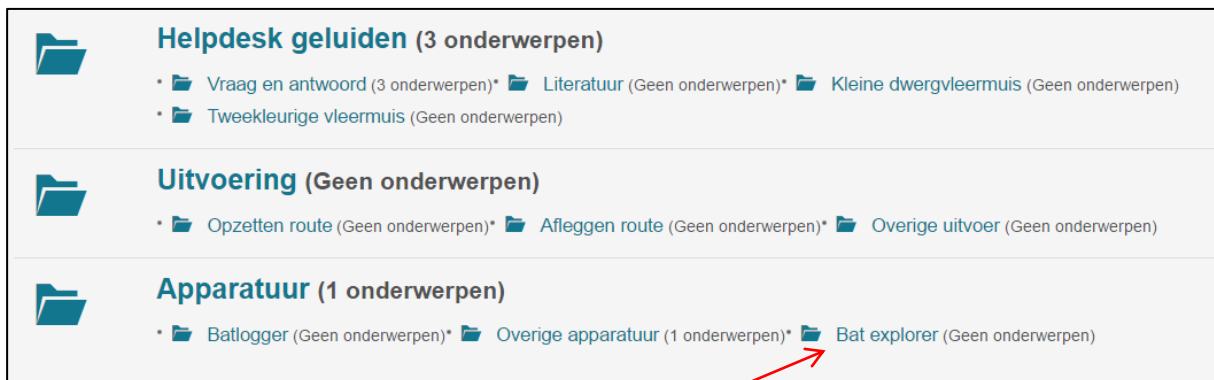 Helpdesk geluiden (3 onderwerpen)
* Vraag en antwoord (3 onderwerpen)* Literatuur (Geen onderwerpen)* Kleine dwergvleermuis (Geen onderwerpen)
* Tweekleurige vleermuis (Geen onderwerpen)
Uitvoering (Geen onderwerpen)
* Opzetten route (Geen onderwerpen)* Afleggen route (Geen onderwerpen)* Overige uitvoer (Geen onderwerpen)
Apparatuur (1 onderwerpen)
* Batlogger (Geen onderwerpen)* Overige apparatuur (1 onderwerpen)* Bat explorer (Geen onderwerpen)